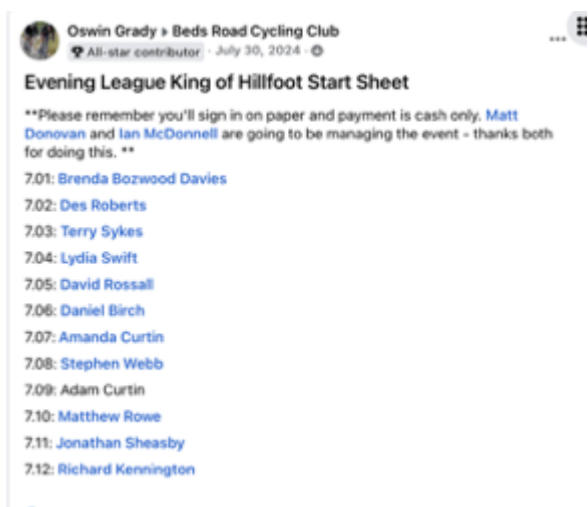 Oswin Grady ▸ Beds Road Cycling Club
All-star contributor · July 30, 2024 ·
Evening League King of Hillfoot Start Sheet
**Please remember you'll sign in on paper and payment is cash only. Matt
Donovan and Ian McDonnell are going to be managing the event - thanks both
for doing this. **
7.01: Brenda Bozwood Davies
7.02: Des Roberts
7.03: Terry Sykes
7.04: Lydia Swift
7.05: David Rossall
7.06: Daniel Birch
7.07: Amanda Curtin
7.08: Stephen Webb
7.09: Adam Curtin
7.10: Matthew Rowe
7.11: Jonathan Sheasby
7.12: Richard Kennington